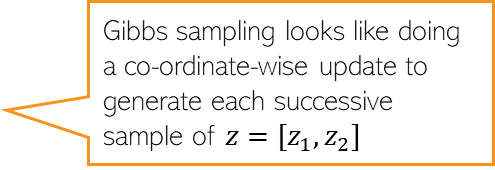 Gibbs sampling looks like doing
a co-ordinate-wise update to
generate each successive
sample of z = [z₁, z₂]